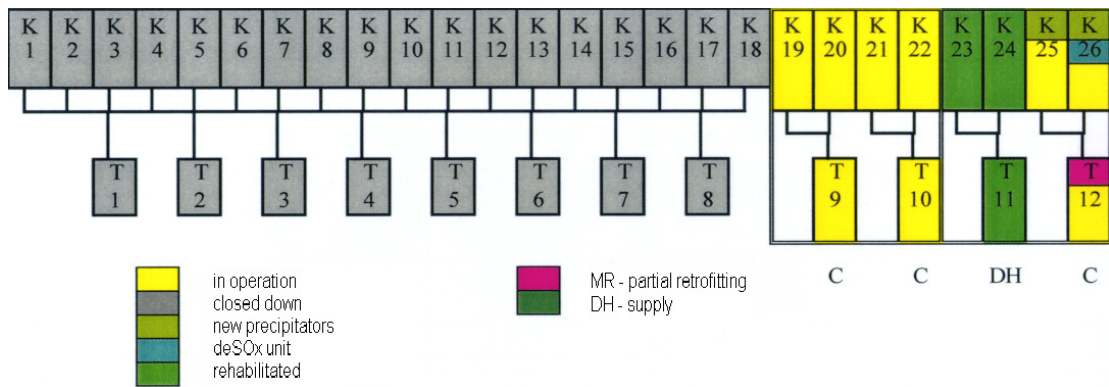 K K K K K K K K K K K K K K K K K K K K K K K K K K
1 2 3 4 5 6 7 8 9 10 11 12 13 14 15 16 17 18 19 20 21 22 23 24 25 26
T T T T T T T T T T T T
1 2 3 4 5 6 7 8 9 10 11 12
C C DH C
in operation MR - partial retrofitting
closed down DH - supply
new precipitators
deSOx unit
rehabilitated